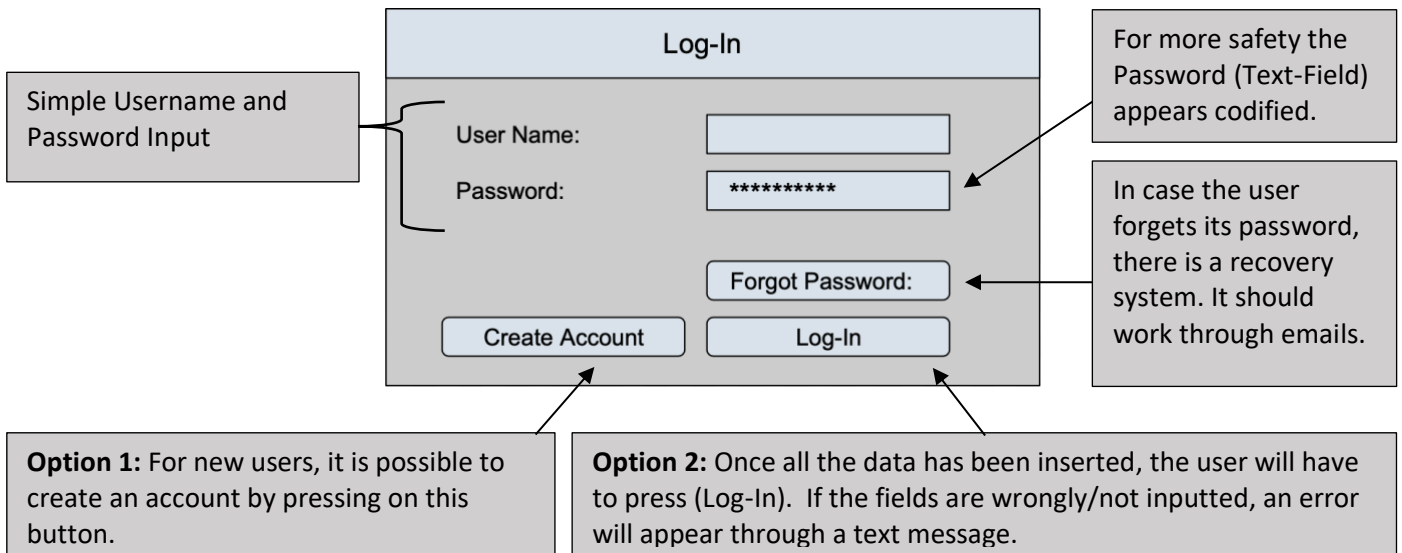 Log-In
Simple Username and
Password Input
User Name:
Password:
**********
Forgot Password:
Create Account
Log-In
For more safety the
Password (Text-Field)
appears codified.
In case the user
forgets its password,
there is a recovery
system. It should
work through emails.
Option 1: For new users, it is possible to
create an account by pressing on this
button.
Option 2: Once all the data has been inserted, the user will have
to press (Log-In). If the fields are wrongly/not inputted, an error
will appear through a text message.